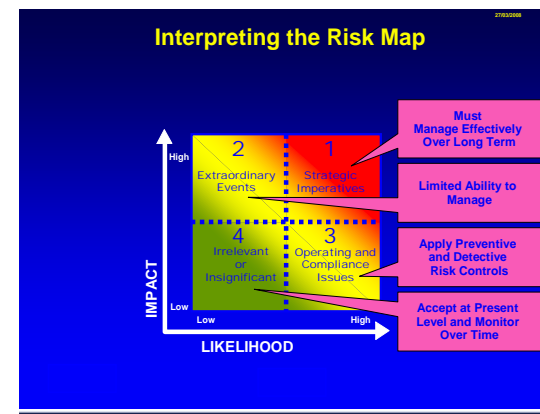 27/03/2008
Interpreting the Risk Map
Must
Manage Effectively
Over Long Term
High
2
Extraordinary
Events
1
Strategic
Imperatives
Limited Ability to
Manage
4
Irrelevant
or
Insignificant
3
Operating and
Compliance
Issues
Apply Preventive
and Detective
Risk Controls
IMPACT
Low
Accept at Present
Level and Monitor
Over Time
Low
High
LIKELIHOOD